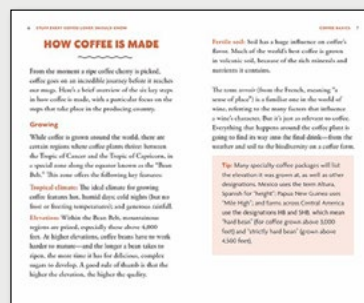 6 STUFF EVERY COFFEE LOVER SHOULD KNOW
HOW COFFEE IS MADE
From the moment a ripe coffee cherry is picked,
coffee goes on an incredible journey before it reaches
our mugs. Here's a brief overview of the six key steps
in how coffee is made, with a particular focus on the
steps that take place in the producing country.
Growing
While coffee is grown around the world, there are
certain regions where coffee plants thrive: between
the Tropic of Cancer and the Tropic of Capricorn, in
a special zone along the equator known as the "Bean
Belt." This zone offers the following key features:
Tropical climate: The ideal climate for growing
coffee features hot, humid days; cold nights (but no
frost or freezing temperatures); and generous rainfall.
Elevation: Within the Bean Belt, mountainous
regions are prized, especially those above 4,000
feet. At higher elevations, coffee beans have to work
harder to mature—and the longer a bean takes to
ripen, the more time it has for delicious, complex
sugars to develop. A good rule of thumb is that the
higher the elevation, the higher the quality.
COFFEE BASICS 7
Fertile soil: Soil has a huge influence on coffee's
flavor. Much of the world's best coffee is grown
in volcanic soil, because of the rich minerals and
nutrients it contains.
The term terroir (from the French, meaning "a
sense of place") is a familiar one in the world of
wine, referring to the many factors that influence
a wine's character. But it's just as relevant to coffee.
Everything that happens around the coffee plant is
going to find its way into the final drink—from the
weather and soil to the biodiversity on a coffee farm.
Tip: Many specialty coffee packages will list
the elevation it was grown at, as well as other
designations. Mexico uses the term Altura,
Spanish for "height"; Papua New Guinea uses
"Mile High"; and farms across Central America
use the designations HB and SHB, which mean
"hard bean" (for coffee grown above 3,000
feet) and "strictly hard bean" (grown above
4,500 feet).